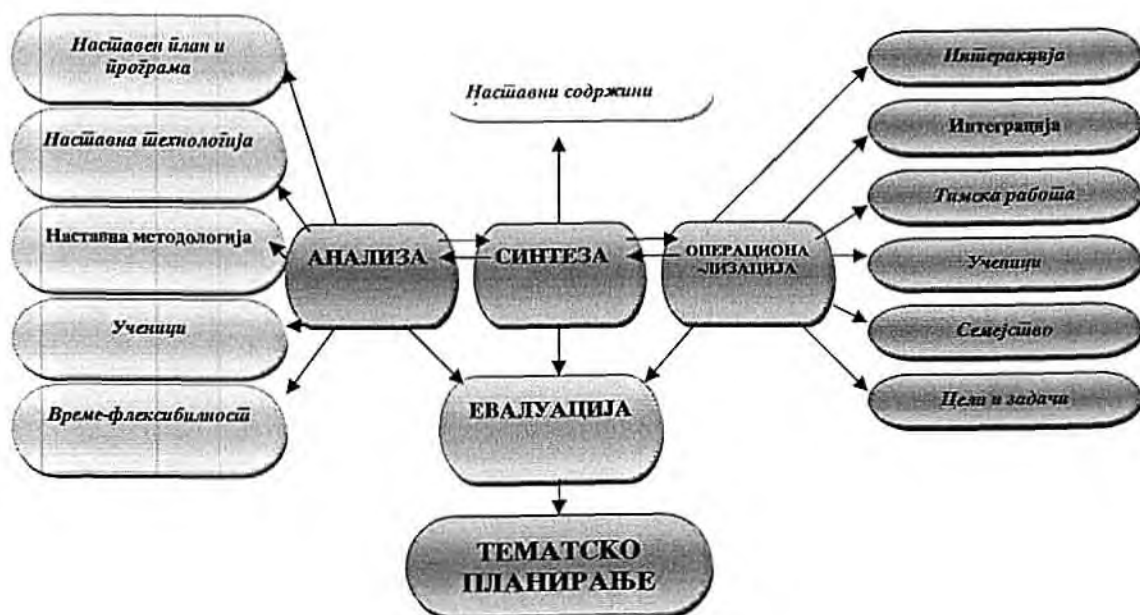 Наставен план и
програма
Наставна технологија
Наставна методологија
Ученици
Време-флексибилност
Наставни содржини
АНАЛИЗА
СИНТЕЗА
ОПЕРАЦИОНА
-ЛИЗАЦИЈА
Интеракција
Интеграција
Тимска работа
Ученици
Семејство
Цели и задачи
ЕВАЛУАЦИЈА
ТЕМАТСКО
ПЛАНИРАЊЕ